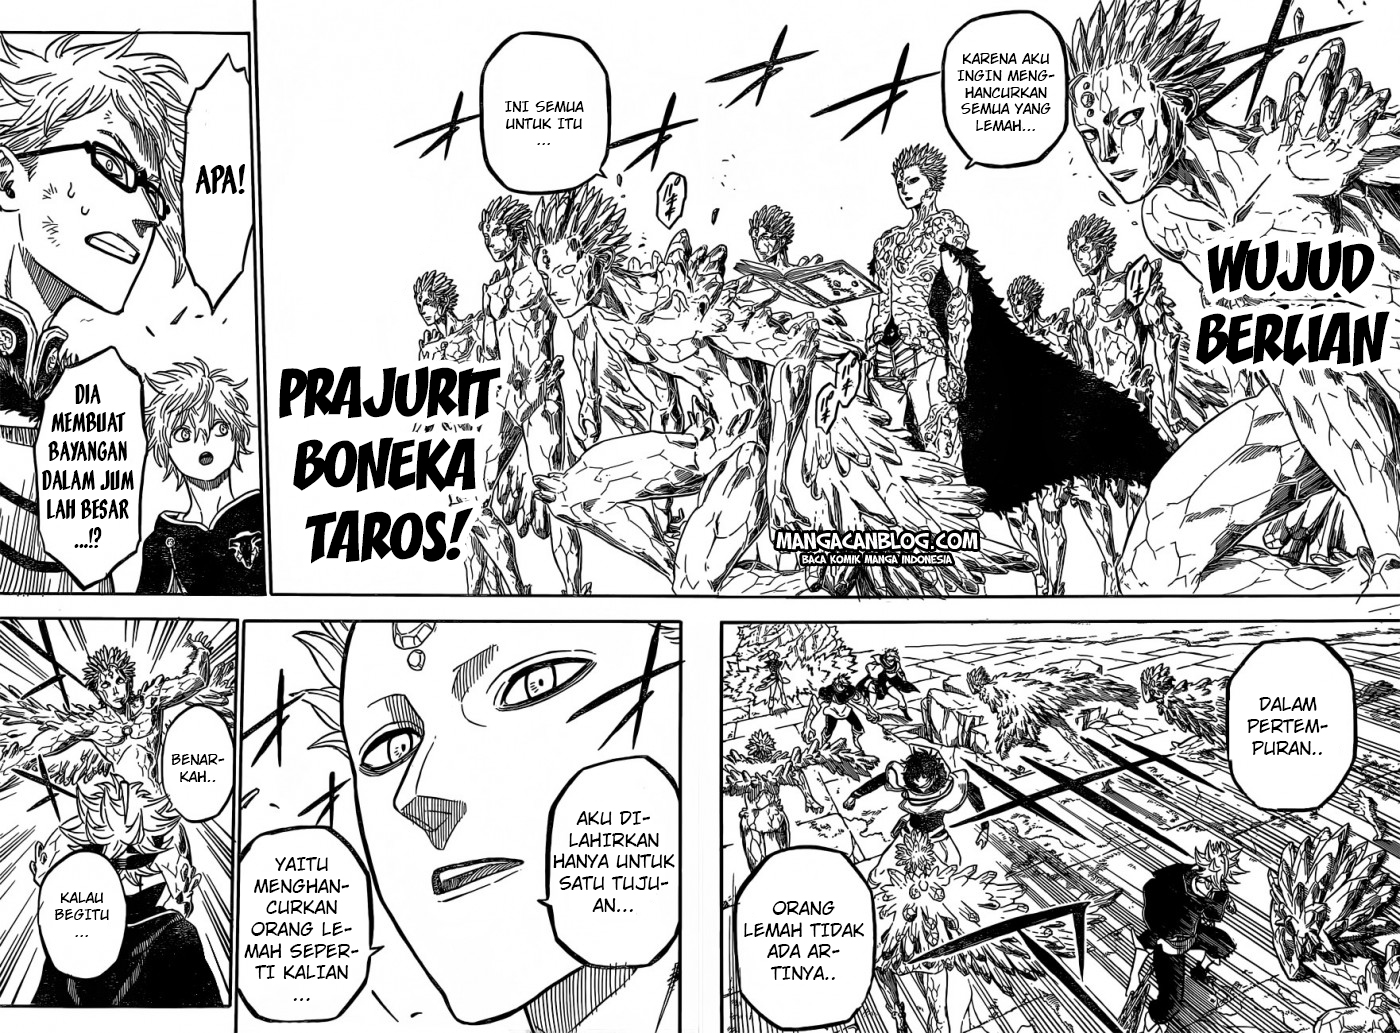 KARENA AKU
INGIN MENG-
HANCURKAN
SEMUA YANG
LEMAH...
WUJUD
BERLIAN
INI SEMUA
UNTUK ITU
...
PRAJURIT
BONEKA
TAROS!
MANGACANBLOG.COM
BACA KOMIK MANGA INDONESIA
APA!
DIA
MEMBUAT
BAYANGAN
DALAM JUM
LAH BESAR
...!?
DALAM
PERTEM-
PURAN..
ORANG
LEMAH TIDAK
ADA AR-
TINYA..
AKU DI-
LAHIRKAN
HANYA UNTUK
SATU TUJU-
AN...
YAITU
MENGHAN-
CURKAN
ORANG LE-
MAH SEPER-
TI KALIAN
...
BENAR-
KAH..
KALAU
BEGITU
...